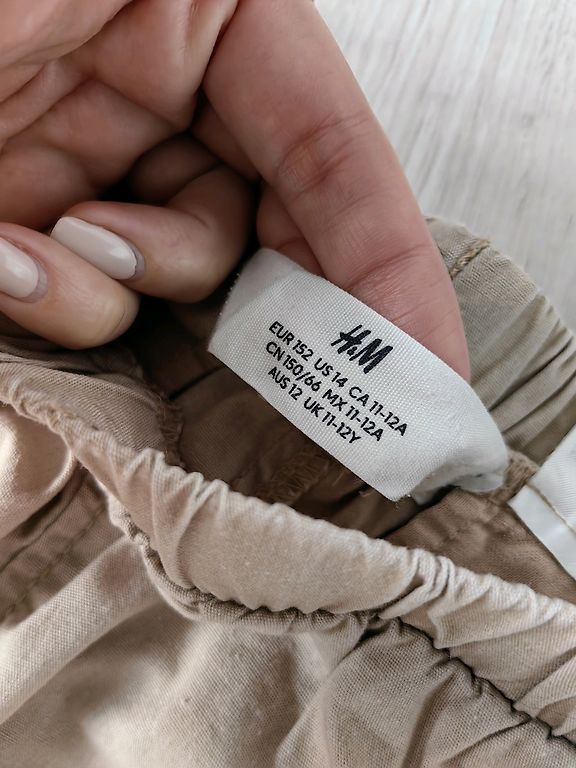 H&M
EUR 152 US 14 CA 11-12A
CN 150/66 MX 11-12A
AUS 12 UK 11-12Y